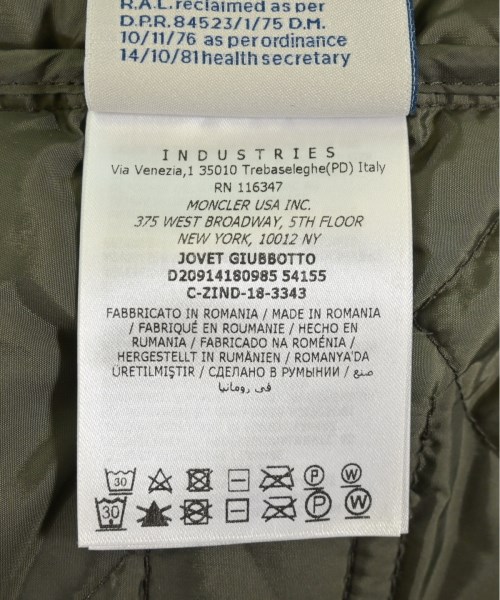 R.A.L.reclaimed as per
D.P.R. 84523/1/75 D.M.
10/11/76 as per ordinance
14/10/81 health secretary
INDUSTRIES
Via Venezia,1 35010 Trebaseleghe(PD) Italy
RN 116347
MONCLER USA INC.
375 WEST BROADWAY, 5TH FLOOR
NEW YORK, 10012 NY
JOVET GIUBBOTTO
D20914180985 54155
C-ZIND-18-3343
FABBRICATO IN ROMANIA / MADE IN ROMANIA
/ FABRIQUÉ EN ROUMANIE / HECHO EN
RUMANIA / FABRICADO NA ROMÉNIA /
HERGESTELLT IN RUMÄNIEN / ROMANYA'DA
ÜRETILMIŞTIR / СДЕЛАНО В РУМЫНИИ / صنع
في رومانيا
30 P W
30 P W